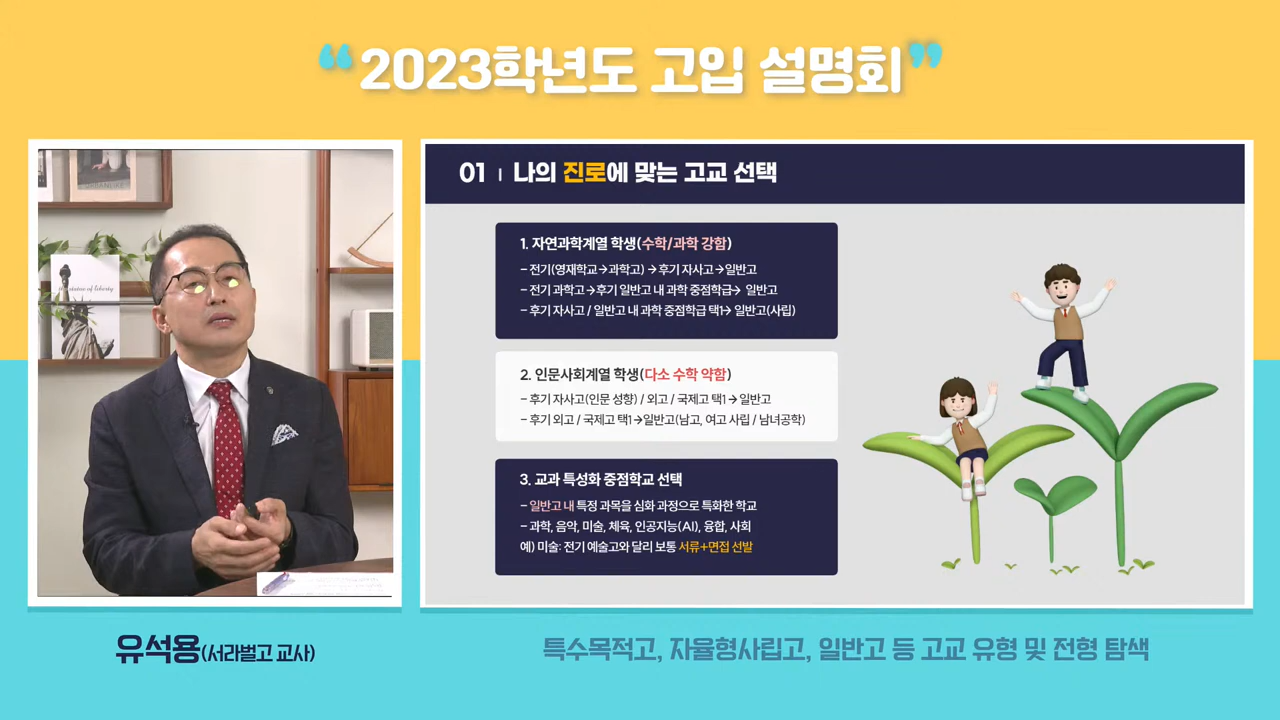 “2023학년도 고입 설명회”
01 | 나의 진로에 맞는 고교 선택
1. 자연과학계열 학생(수학/과학 강함)
– 전기(영재학교→과학고) → 후기 자사고 →일반고
– 전기 과학고 →후기 일반고 내 과학 중점학급→ 일반고
– 후기 자사고 / 일반고 내 과학 중점학급 택1→ 일반고(사립)
2. 인문사회계열 학생(다소 수학 약함)
– 후기 자사고(인문 성향) / 외고 / 국제고 택1 → 일반고
– 후기 외고 / 국제고 택1 →일반고(남고, 여고 사립 / 남녀공학)
3. 교과 특성화 중점학교 선택
– 일반고 내 특정 과목을 심화 과정으로 특화한 학교
– 과학, 음악, 미술, 체육, 인공지능(AI), 융합, 사회
예) 미술: 전기 예술고와 달리 보통 서류+면접 선발
유석용(서라벌고 교사)
특수목적고, 자율형사립고, 일반고 등 고교 유형 및 전형 탐색